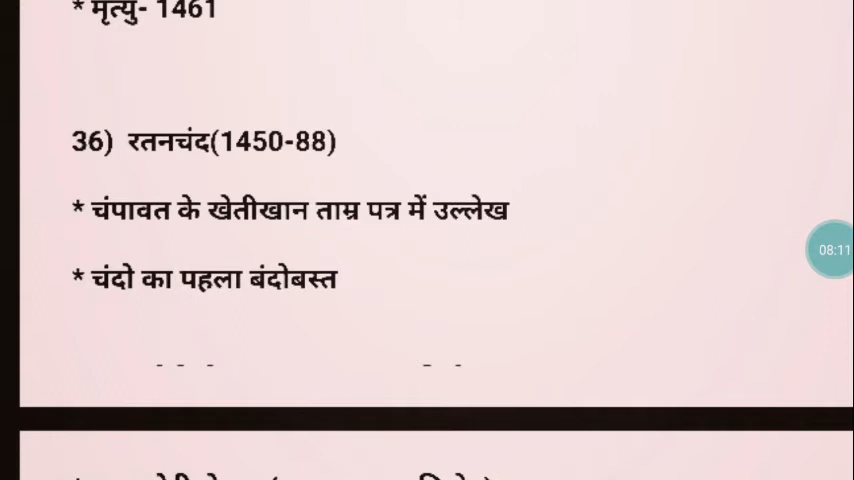 * मृत्यु- 1461
36) रतनचंद(1450-88)
* चंपावत के खेतीखान ताम्र पत्र में उल्लेख
* चंदो का पहला बंदोबस्त
08:11